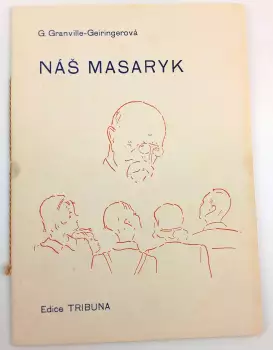 G. Granville-Geiringerová
NÁŠ MASARYK
Edice TRIBUNA